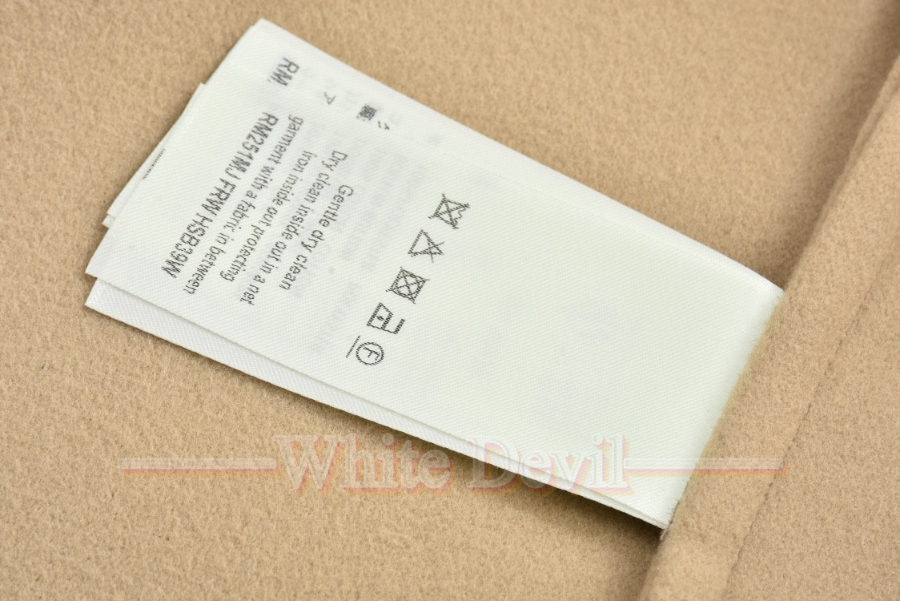 Gentle dry clean
Dry clean inside out in a net
Iron inside out protecting
garment with a fabric in between
RM251MJ FRW HSB39W
RM.
F
White Devil